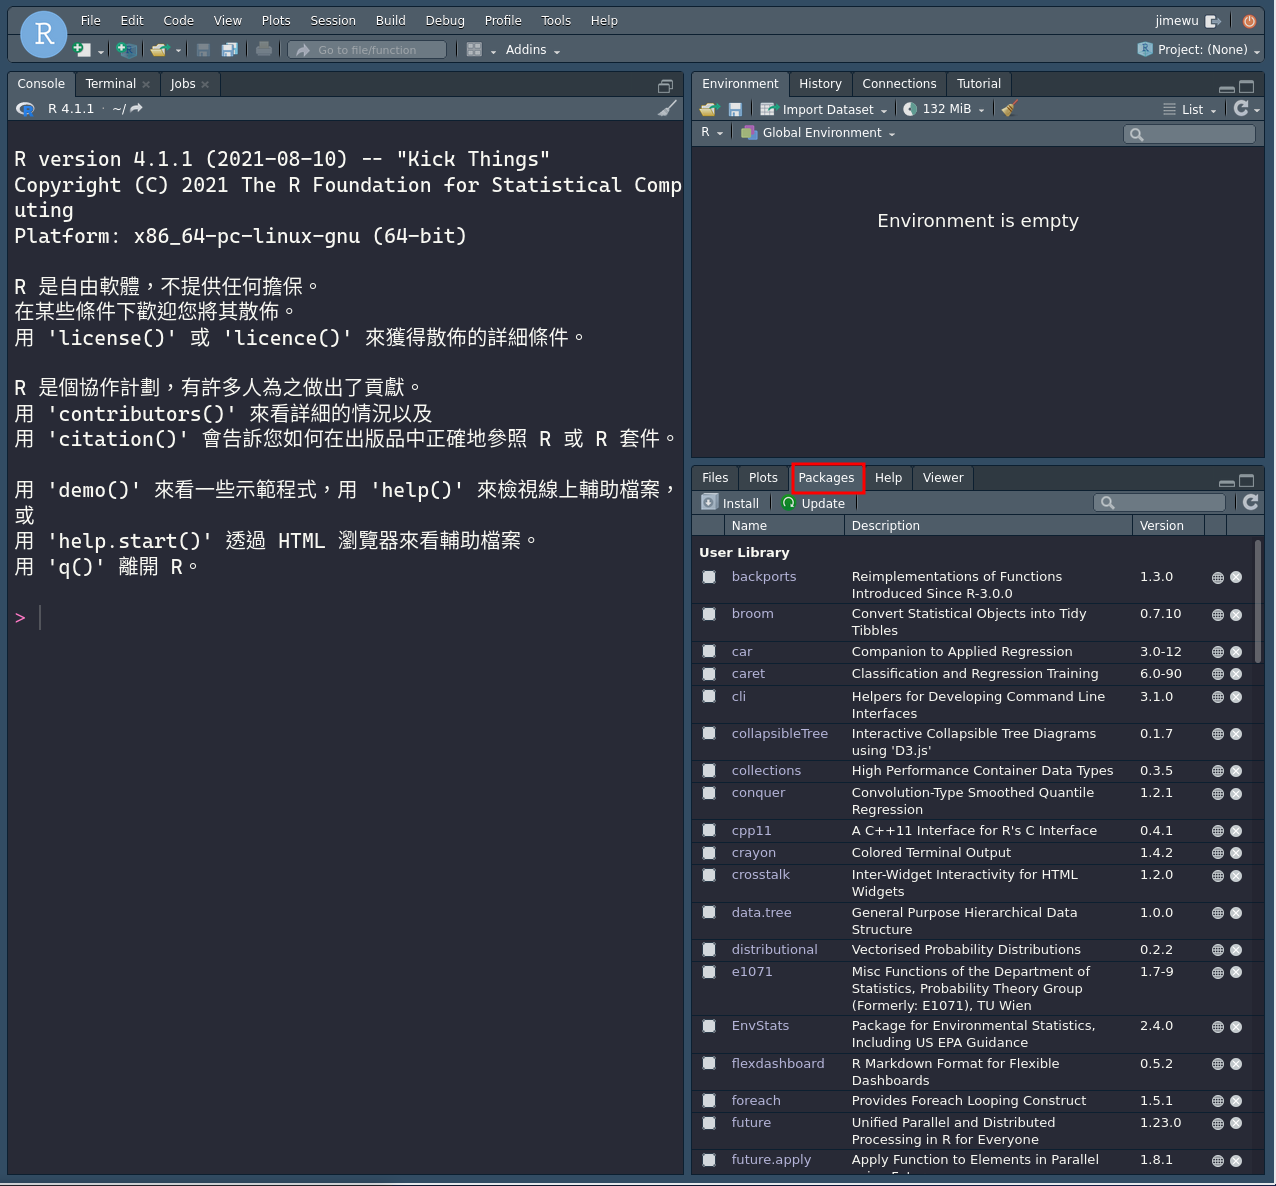 R
File Edit Code View Plots Session Build Debug Profile Tools Help
jimewu
Go to file/function
Addins
Project: (None)
Console Terminal Jobs
R 4.1.1 · ~/
R version 4.1.1 (2021-08-10) -- "Kick Things"
Copyright (C) 2021 The R Foundation for Statistical Comp
uting
Platform: x86_64-pc-linux-gnu (64-bit)
R 是自由軟體，不提供任何擔保。
在某些條件下歡迎您將其散佈。
用 'license()' 或 'licence()' 來獲得散佈的詳細條件。
R 是個協作計劃，有許多人為之做出了貢獻。
用 'contributors()' 來看詳細的情況以及
用 'citation()' 會告訴您如何在出版品中正確地參照 R 或 R 套件。
用 'demo()' 來看一些示範程式，用 'help()' 來檢視線上輔助檔案，
或
用 'help.start()' 透過 HTML 瀏覽器來看輔助檔案。
用 'q()' 離開 R。
>
Environment History Connections Tutorial
Import Dataset 132 MiB List
R Global Environment
Environment is empty
Files Plots Packages Help Viewer
Install Update
Name Description Version
User Library
backports Reimplementations of Functions 1.3.0
Introduced Since R-3.0.0
broom Convert Statistical Objects into Tidy 0.7.10
Tibbles
car Companion to Applied Regression 3.0-12
caret Classification and Regression Training 6.0-90
cli Helpers for Developing Command Line 3.1.0
Interfaces
collapsibleTree Interactive Collapsible Tree Diagrams 0.1.7
using 'D3.js'
collections High Performance Container Data Types 0.3.5
conquer Convolution-Type Smoothed Quantile 1.2.1
Regression
cpp11 A C++11 Interface for R's C Interface 0.4.1
crayon Colored Terminal Output 1.4.2
crosstalk Inter-Widget Interactivity for HTML 1.2.0
Widgets
data.tree General Purpose Hierarchical Data 1.0.0
Structure
distributional Vectorised Probability Distributions 0.2.2
e1071 Misc Functions of the Department of 1.7-9
Statistics, Probability Theory Group
(Formerly: E1071), TU Wien
EnvStats Package for Environmental Statistics, 2.4.0
Including US EPA Guidance
flexdashboard R Markdown Format for Flexible 0.5.2
Dashboards
foreach Provides Foreach Looping Construct 1.5.1
future Unified Parallel and Distributed 1.23.0
Processing in R for Everyone
future.apply Apply Function to Elements in Parallel 1.8.1